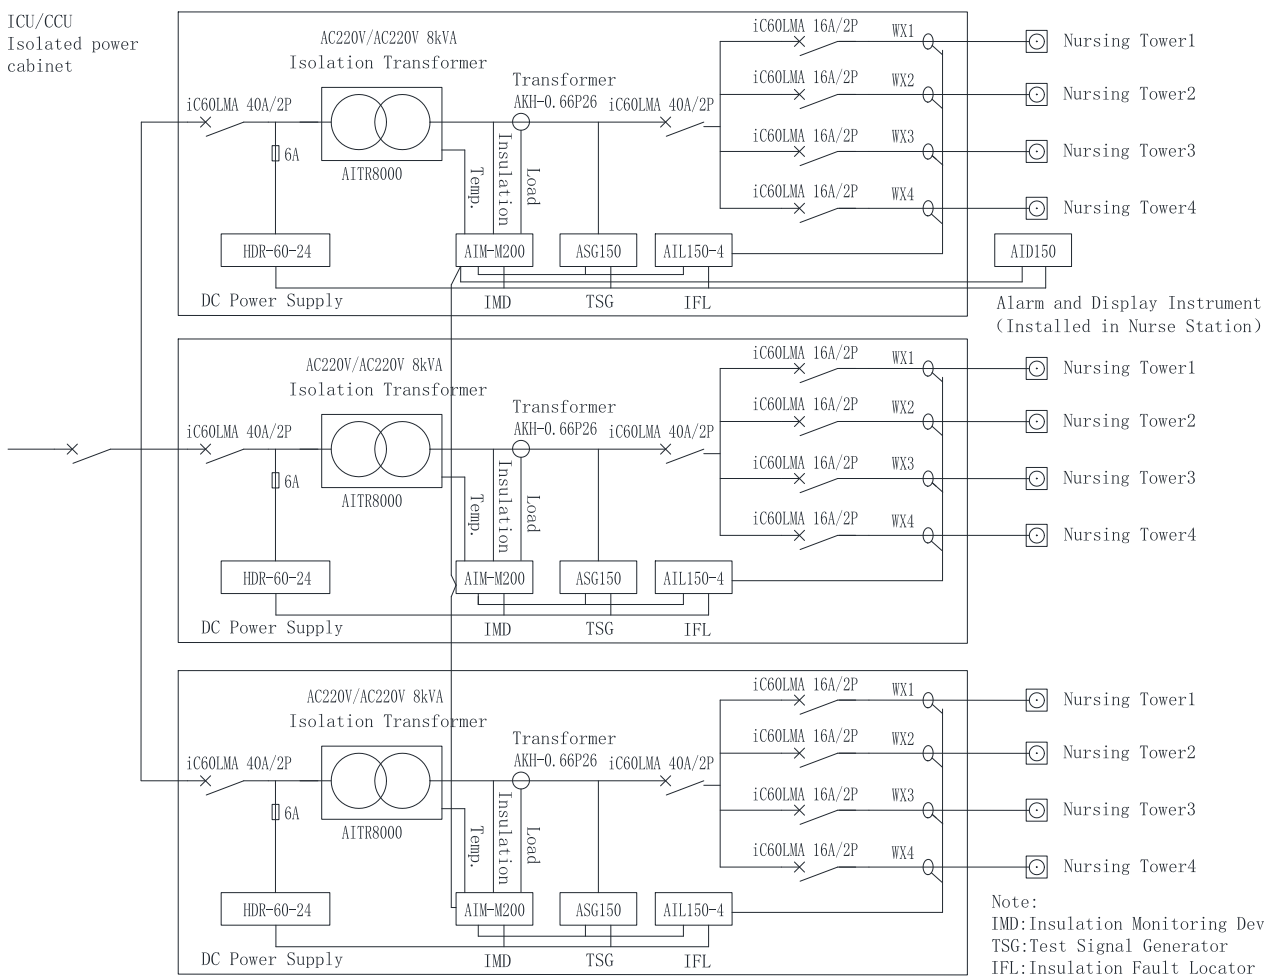 ICU/CCU
Isolated power
cabinet
AC220V/AC220V 8kVA
Isolation Transformer
iC60LMA 40A/2P
6A
AITR8000
Transformer
AKH-0.66P26
iC60LMA 40A/2P
Temp.
Insulation
Load
iC60LMA 16A/2P
WX1
Nursing Tower1
iC60LMA 16A/2P
WX2
Nursing Tower2
iC60LMA 16A/2P
WX3
Nursing Tower3
iC60LMA 16A/2P
WX4
Nursing Tower4
HDR-60-24
AIM-M200
ASG150
AIL150-4
AID150
DC Power Supply
IMD
TSG
IFL
Alarm and Display Instrument
(Installed in Nurse Station)
AC220V/AC220V 8kVA
Isolation Transformer
iC60LMA 40A/2P
6A
AITR8000
Transformer
AKH-0.66P26
iC60LMA 40A/2P
Temp.
Insulation
Load
iC60LMA 16A/2P
WX1
Nursing Tower1
iC60LMA 16A/2P
WX2
Nursing Tower2
iC60LMA 16A/2P
WX3
Nursing Tower3
iC60LMA 16A/2P
WX4
Nursing Tower4
HDR-60-24
AIM-M200
ASG150
AIL150-4
DC Power Supply
IMD
TSG
IFL
AC220V/AC220V 8kVA
Isolation Transformer
iC60LMA 40A/2P
6A
AITR8000
Transformer
AKH-0.66P26
iC60LMA 40A/2P
Temp.
Insulation
Load
iC60LMA 16A/2P
WX1
Nursing Tower1
iC60LMA 16A/2P
WX2
Nursing Tower2
iC60LMA 16A/2P
WX3
Nursing Tower3
iC60LMA 16A/2P
WX4
Nursing Tower4
HDR-60-24
AIM-M200
ASG150
AIL150-4
DC Power Supply
IMD
TSG
IFL
Note:
IMD:Insulation Monitoring Dev
TSG:Test Signal Generator
IFL:Insulation Fault Locator